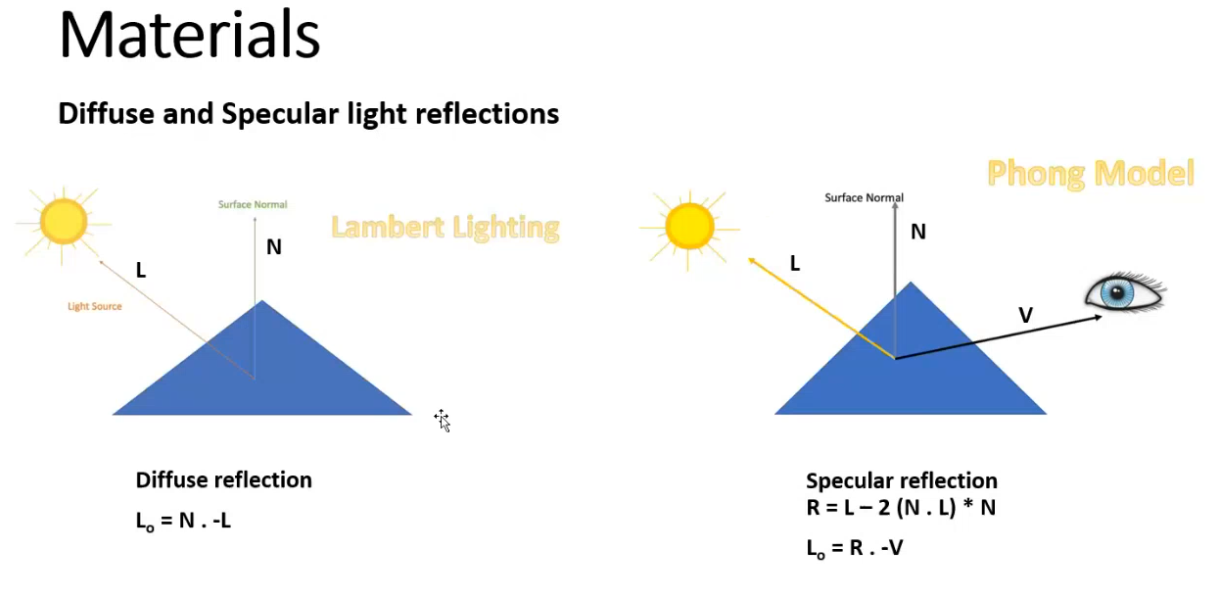 Materials
Diffuse and Specular light reflections
Surface Normal
Lambert Lighting
N
L
Light Source
Diffuse reflection
Lₒ = N . -L
Phong Model
Surface Normal
N
L
V
Specular reflection
R = L – 2 (N . L) * N
Lₒ = R . -V